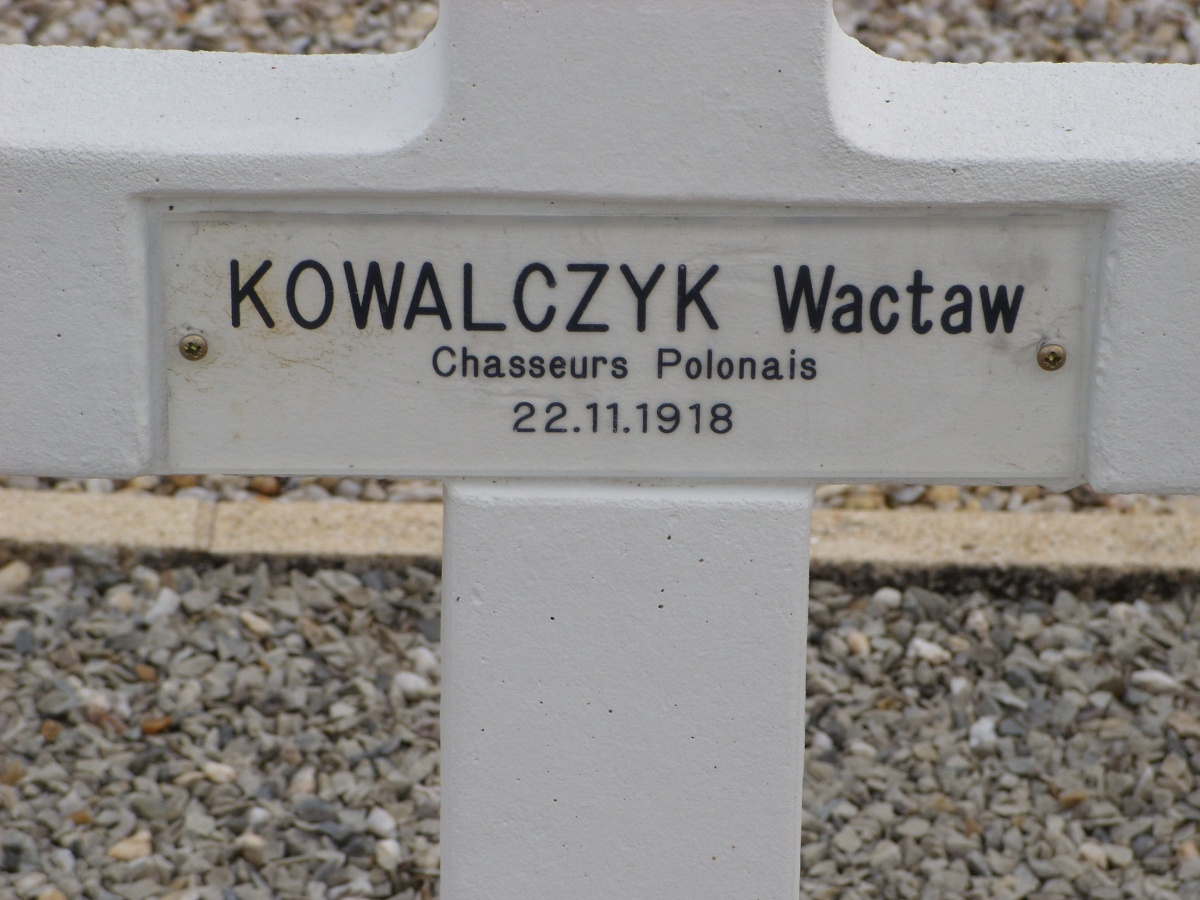 KOWALCZYK Wactaw
Chasseurs Polonais
22.11.1918